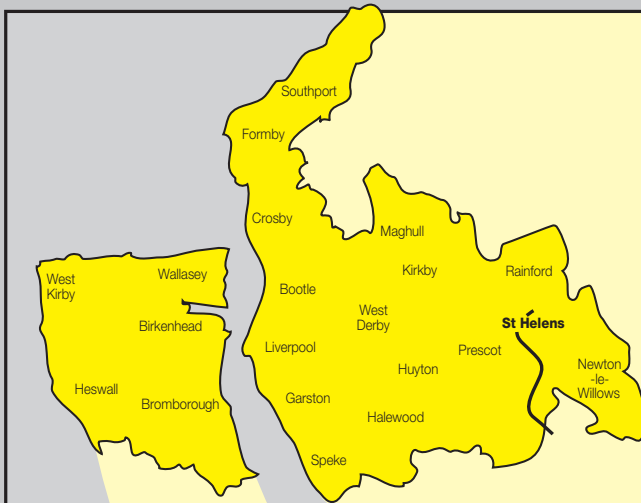 Southport
Formby
Crosby
Maghull
Wallasey
West
Kirby
Kirkby
Rainford
Bootle
West
Derby
Birkenhead
St Helens
Liverpool
Prescot
Huyton
Newton
-le-
Willows
Heswall
Bromborough
Garston
Halewood
Speke